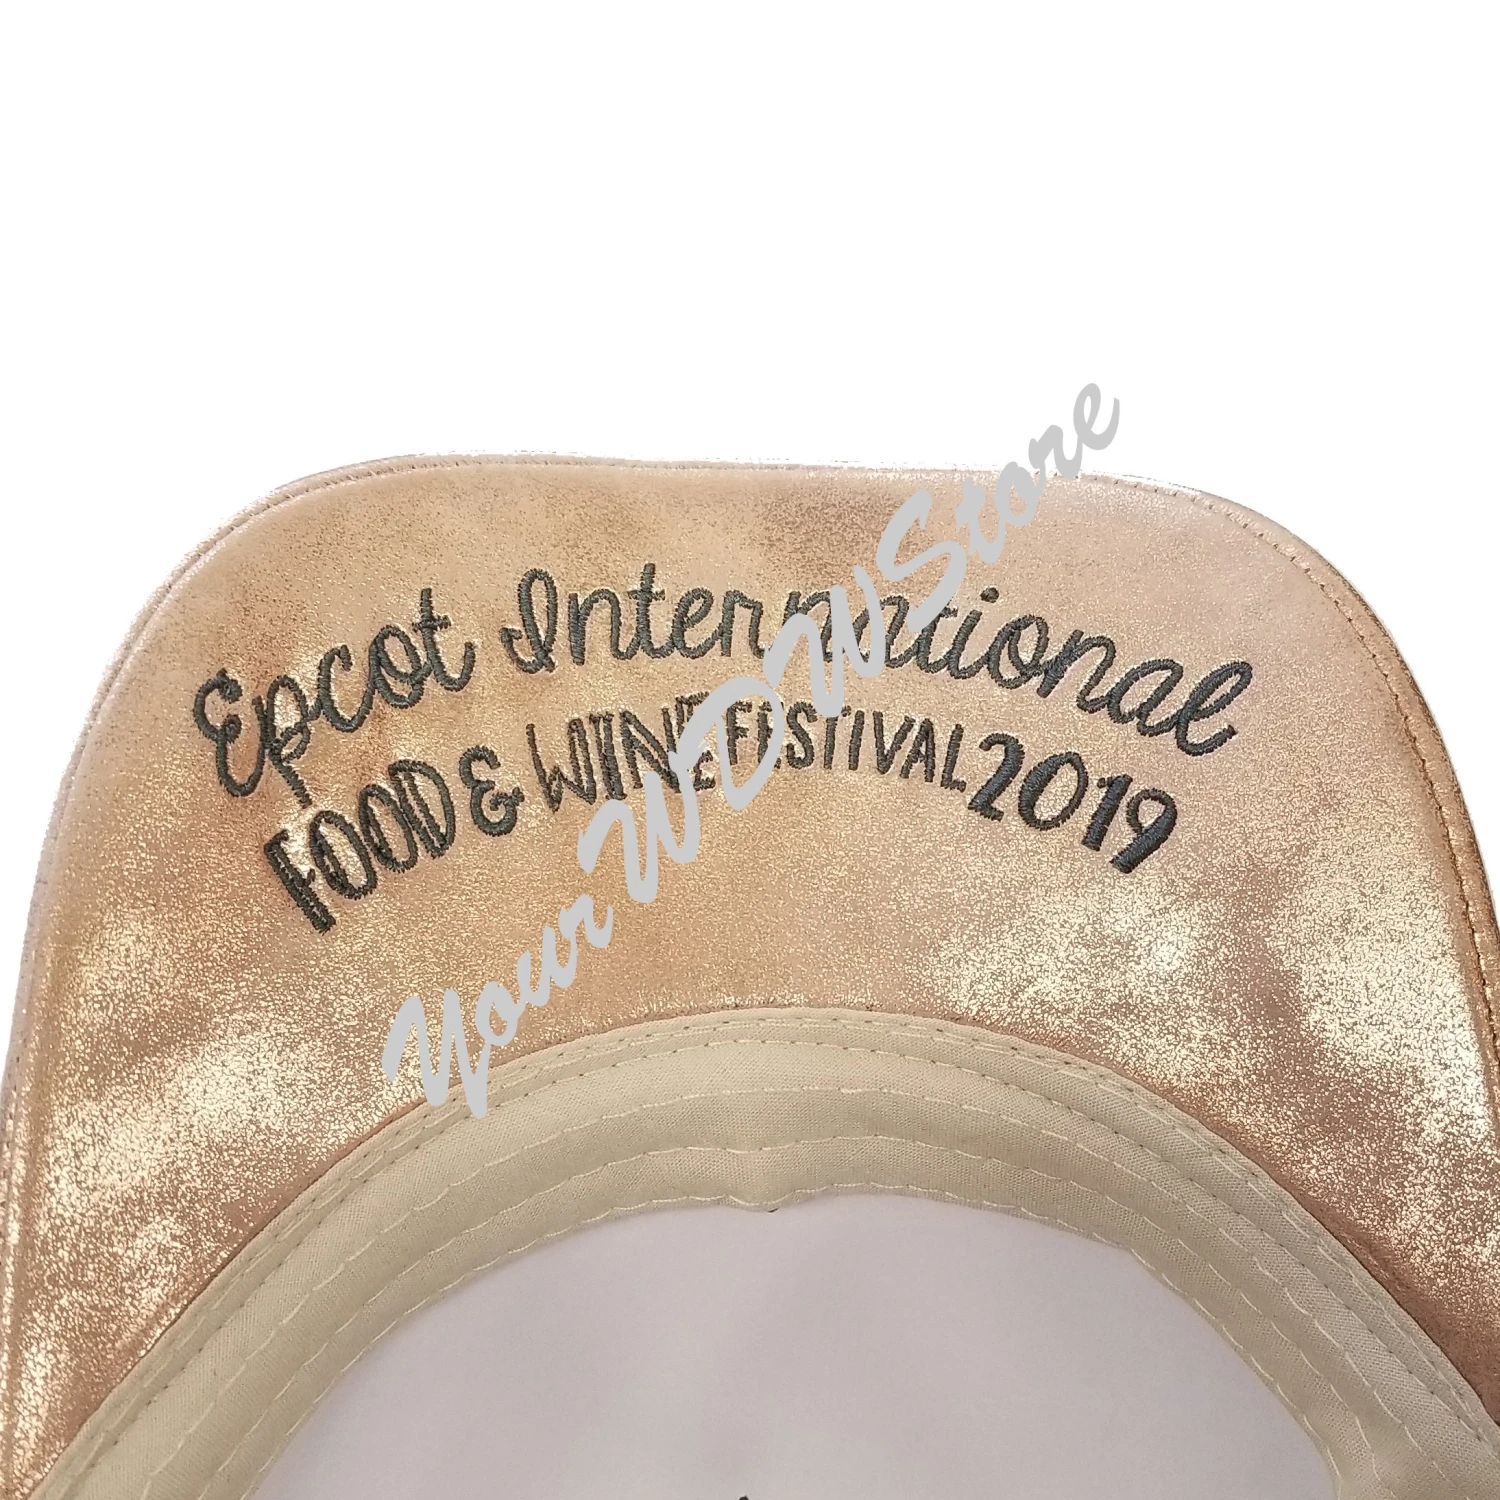 Epcot International
FOOD & WINE FESTIVAL 2019
Your WDW Store